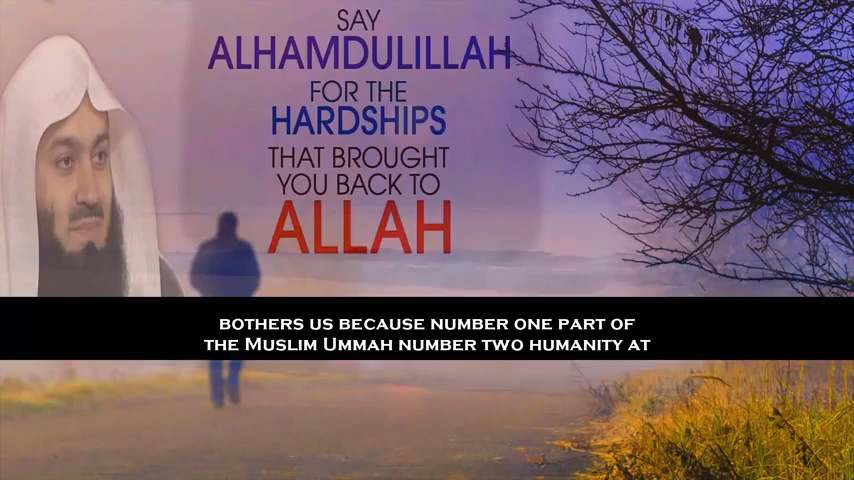 SAY
ALHAMDULILLAH
FOR THE
HARDSHIPS
THAT BROUGHT
YOU BACK TO
ALLAH
BOTHERS US BECAUSE NUMBER ONE PART OF
THE MUSLIM UMMAH NUMBER TWO HUMANITY AT